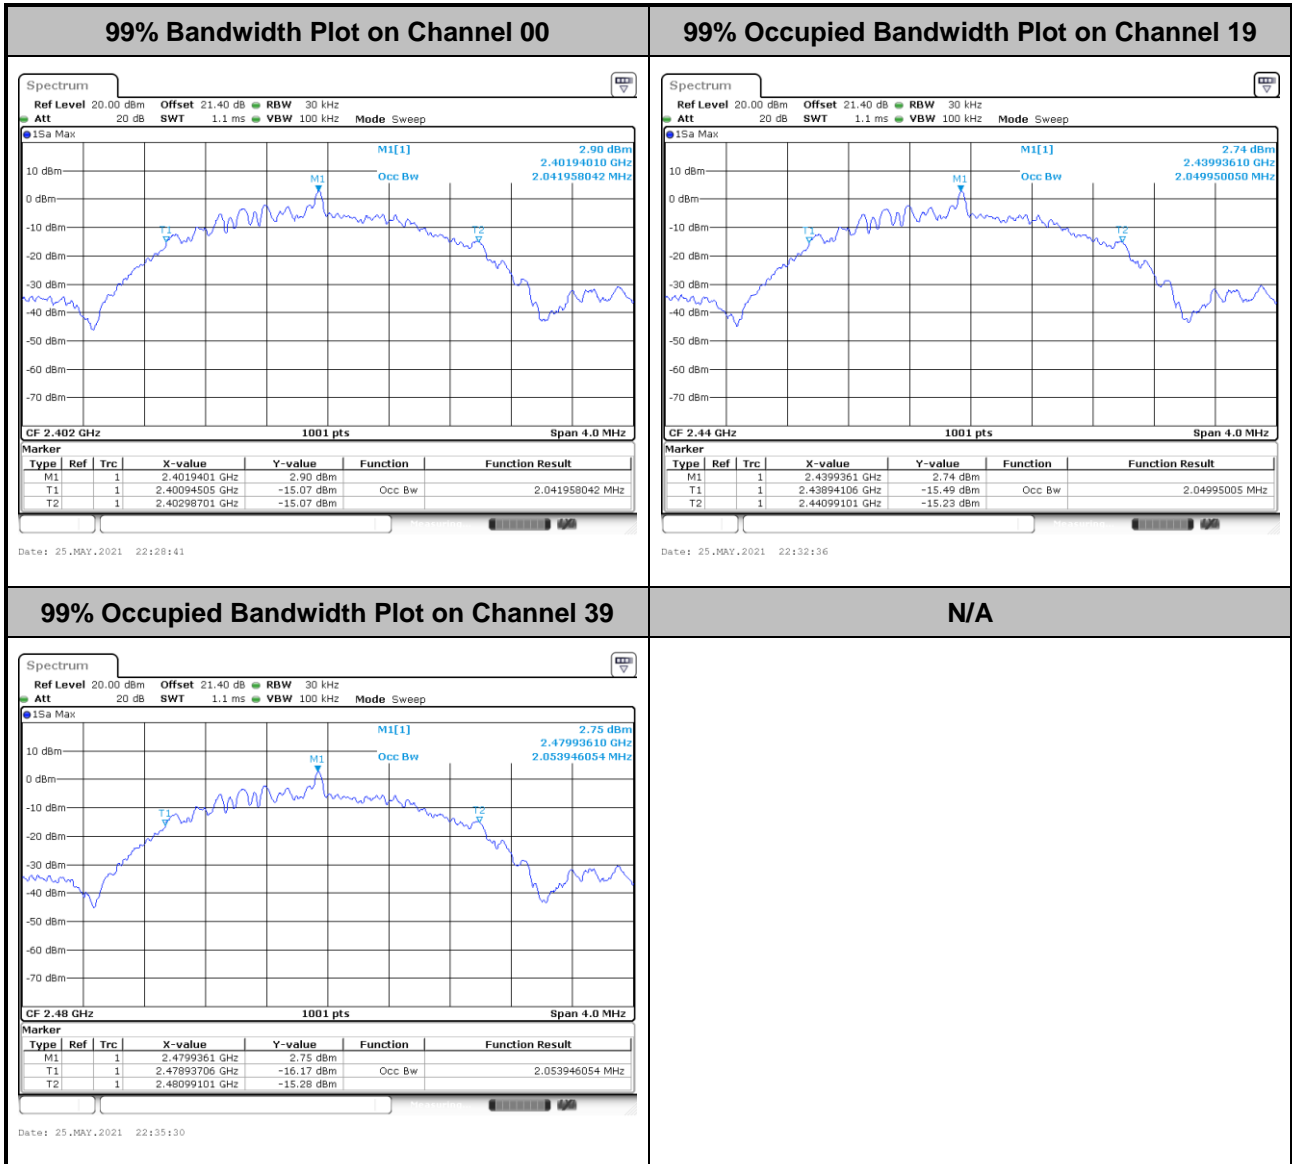 99% Bandwidth Plot on Channel 00
99% Occupied Bandwidth Plot on Channel 19
Spectrum
Ref Level 20.00 dBm Offset 21.40 dB RBW 30 kHz
Att 20 dB SWT 1.1 ms VBW 100 kHz Mode Sweep
1Sa Max
M1[1] 2.90 dBm
2.40194010 GHz
Occ Bw 2.041958042 MHz
M1
T1
T2
10 dBm
0 dBm
-10 dBm
-20 dBm
-30 dBm
-40 dBm
-50 dBm
-60 dBm
-70 dBm
CF 2.402 GHz 1001 pts Span 4.0 MHz
Marker
Type Ref Trc X-value Y-value Function Function Result
M1 1 2.4019401 GHz 2.90 dBm
T1 1 2.40094505 GHz -15.07 dBm Occ Bw 2.041958042 MHz
T2 1 2.40298701 GHz -15.07 dBm
Date: 25.MAY.2021 22:28:41
Spectrum
Ref Level 20.00 dBm Offset 21.40 dB RBW 30 kHz
Att 20 dB SWT 1.1 ms VBW 100 kHz Mode Sweep
1Sa Max
M1[1] 2.74 dBm
2.43993610 GHz
Occ Bw 2.049950050 MHz
M1
T1
T2
10 dBm
0 dBm
-10 dBm
-20 dBm
-30 dBm
-40 dBm
-50 dBm
-60 dBm
-70 dBm
CF 2.44 GHz 1001 pts Span 4.0 MHz
Marker
Type Ref Trc X-value Y-value Function Function Result
M1 1 2.4399361 GHz 2.74 dBm
T1 1 2.43894106 GHz -15.49 dBm Occ Bw 2.04995005 MHz
T2 1 2.44099101 GHz -15.23 dBm
Date: 25.MAY.2021 22:32:36
99% Occupied Bandwidth Plot on Channel 39
N/A
Spectrum
Ref Level 20.00 dBm Offset 21.40 dB RBW 30 kHz
Att 20 dB SWT 1.1 ms VBW 100 kHz Mode Sweep
1Sa Max
M1[1] 2.75 dBm
2.47993610 GHz
Occ Bw 2.053946054 MHz
M1
T1
T2
10 dBm
0 dBm
-10 dBm
-20 dBm
-30 dBm
-40 dBm
-50 dBm
-60 dBm
-70 dBm
CF 2.48 GHz 1001 pts Span 4.0 MHz
Marker
Type Ref Trc X-value Y-value Function Function Result
M1 1 2.4799361 GHz 2.75 dBm
T1 1 2.47893706 GHz -16.17 dBm Occ Bw 2.053946054 MHz
T2 1 2.48099101 GHz -15.28 dBm
Date: 25.MAY.2021 22:35:30